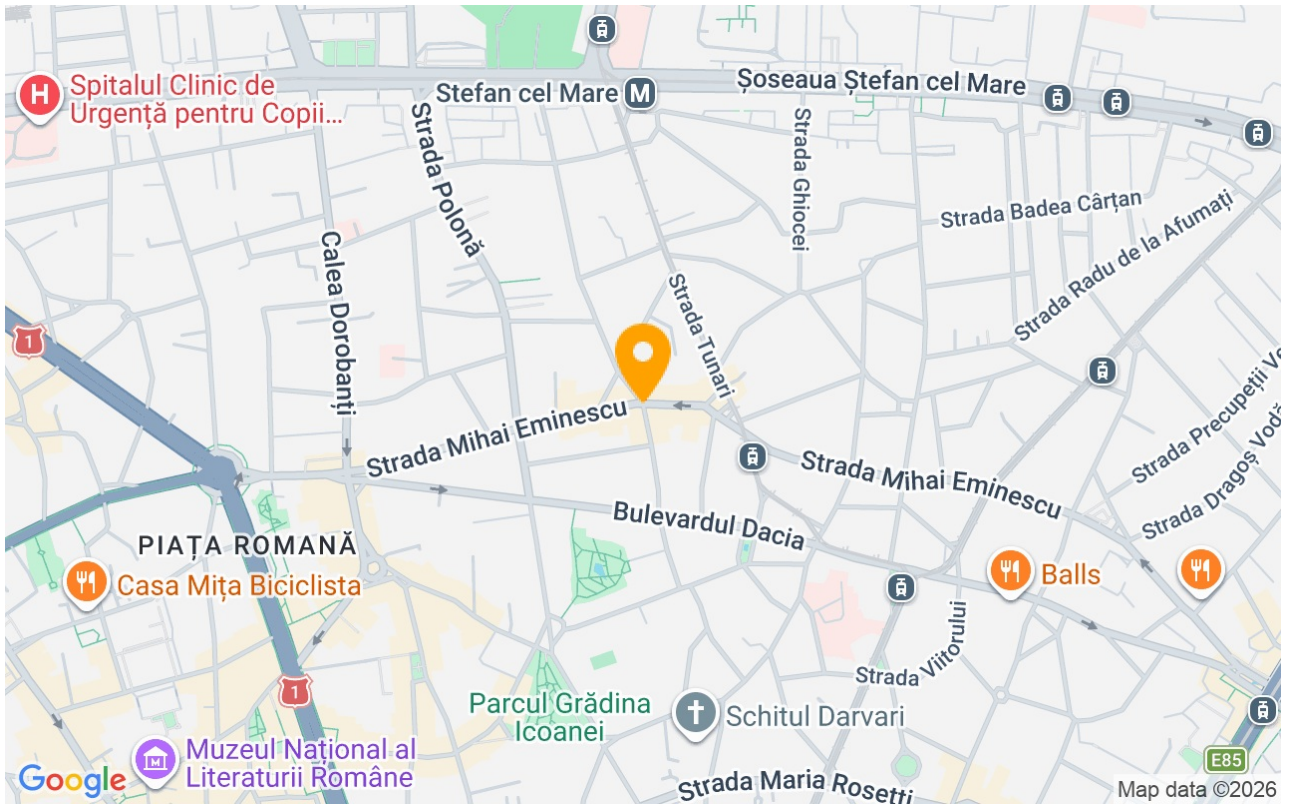 Spitalul Clinic de
Urgență pentru Copii...
H
Stefan cel Mare
M
Șoseaua Ștefan cel Mare
Strada Polonă
Strada Ghiocei
Strada Badea Cârțan
Strada Radu de la Afumați
Calea Dorobanți
Strada Tunari
1
Strada Mihai Eminescu
Strada Mihai Eminescu
Strada Precupeții Ve
Strada Dragoș Vodă
Bulevardul Dacia
PIAȚA ROMANĂ
Casa Mița Biciclista
Balls
Strada Viitorului
1
Parcul Grădina
Icoanei
Schitul Darvari
Muzeul Național al
Literaturii Române
Strada Maria Rosetti
E85
Google
Map data ©2026